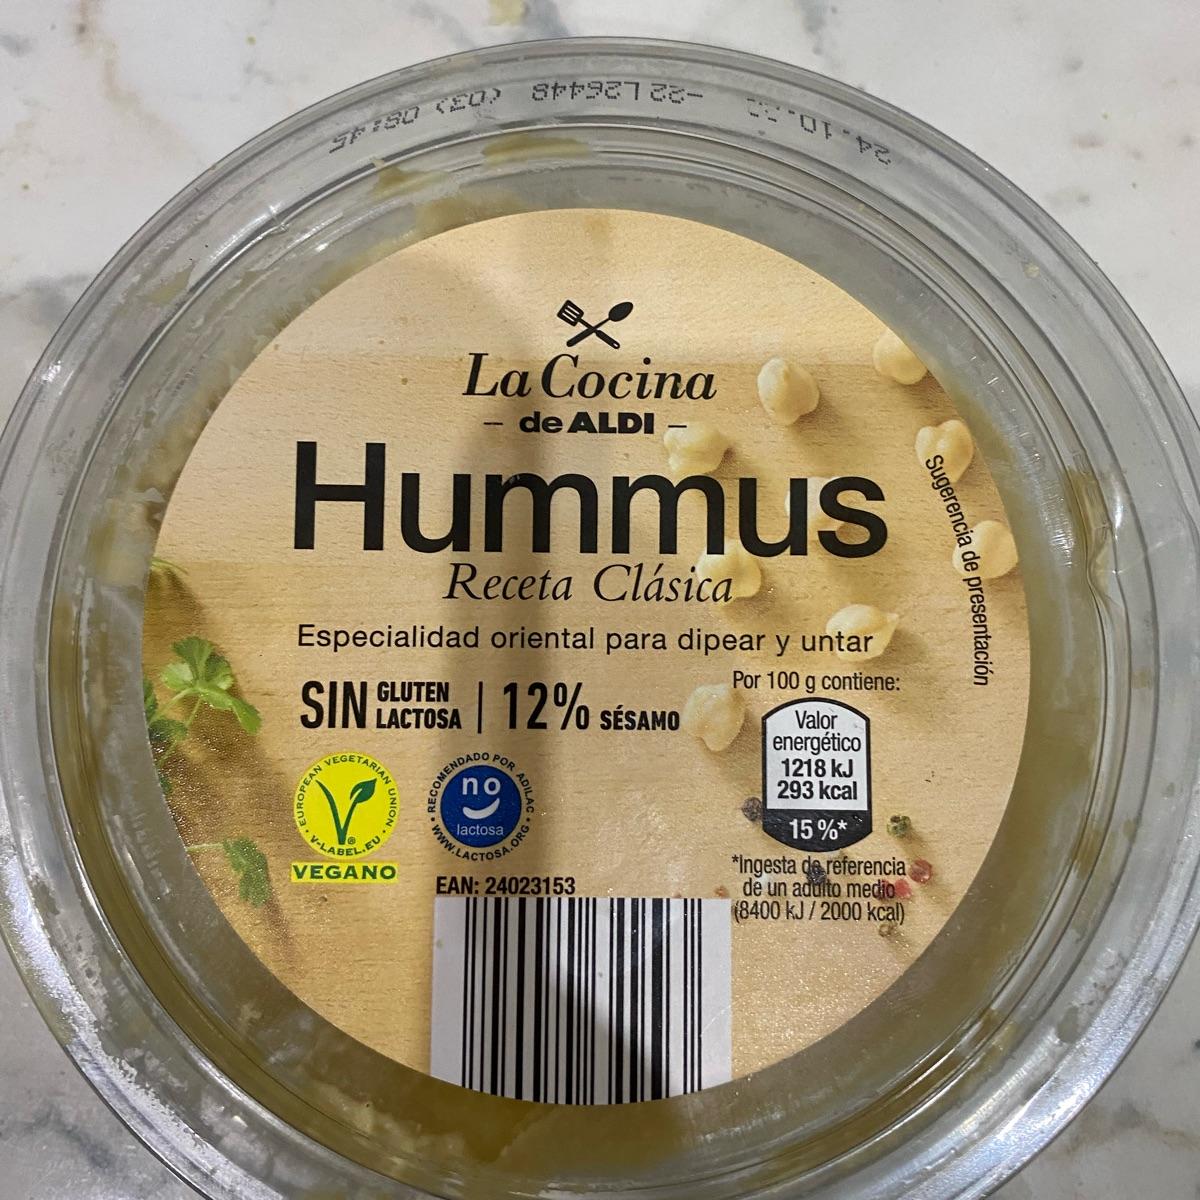 24.10.
-22 L26448 (03) 08:45
La Cocina
- de ALDI -
Hummus
Receta Clásica
Especialidad oriental para dipear y untar
SIN GLUTEN
LACTOSA | 12% SÉSAMO
Sugerencia de presentación
Por 100 g contiene:
Valor
energético
1218 kJ
293 kcal
15 %*
*Ingesta de referencia
de un adulto medio
(8400 kJ / 2000 kcal)
EUROPEAN VEGETARIAN UNION
V-LABEL.EU
VEGANO
RECOMENDADO POR ADILAC
no
lactosa
WWW.LACTOSA.ORG
EAN: 24023153